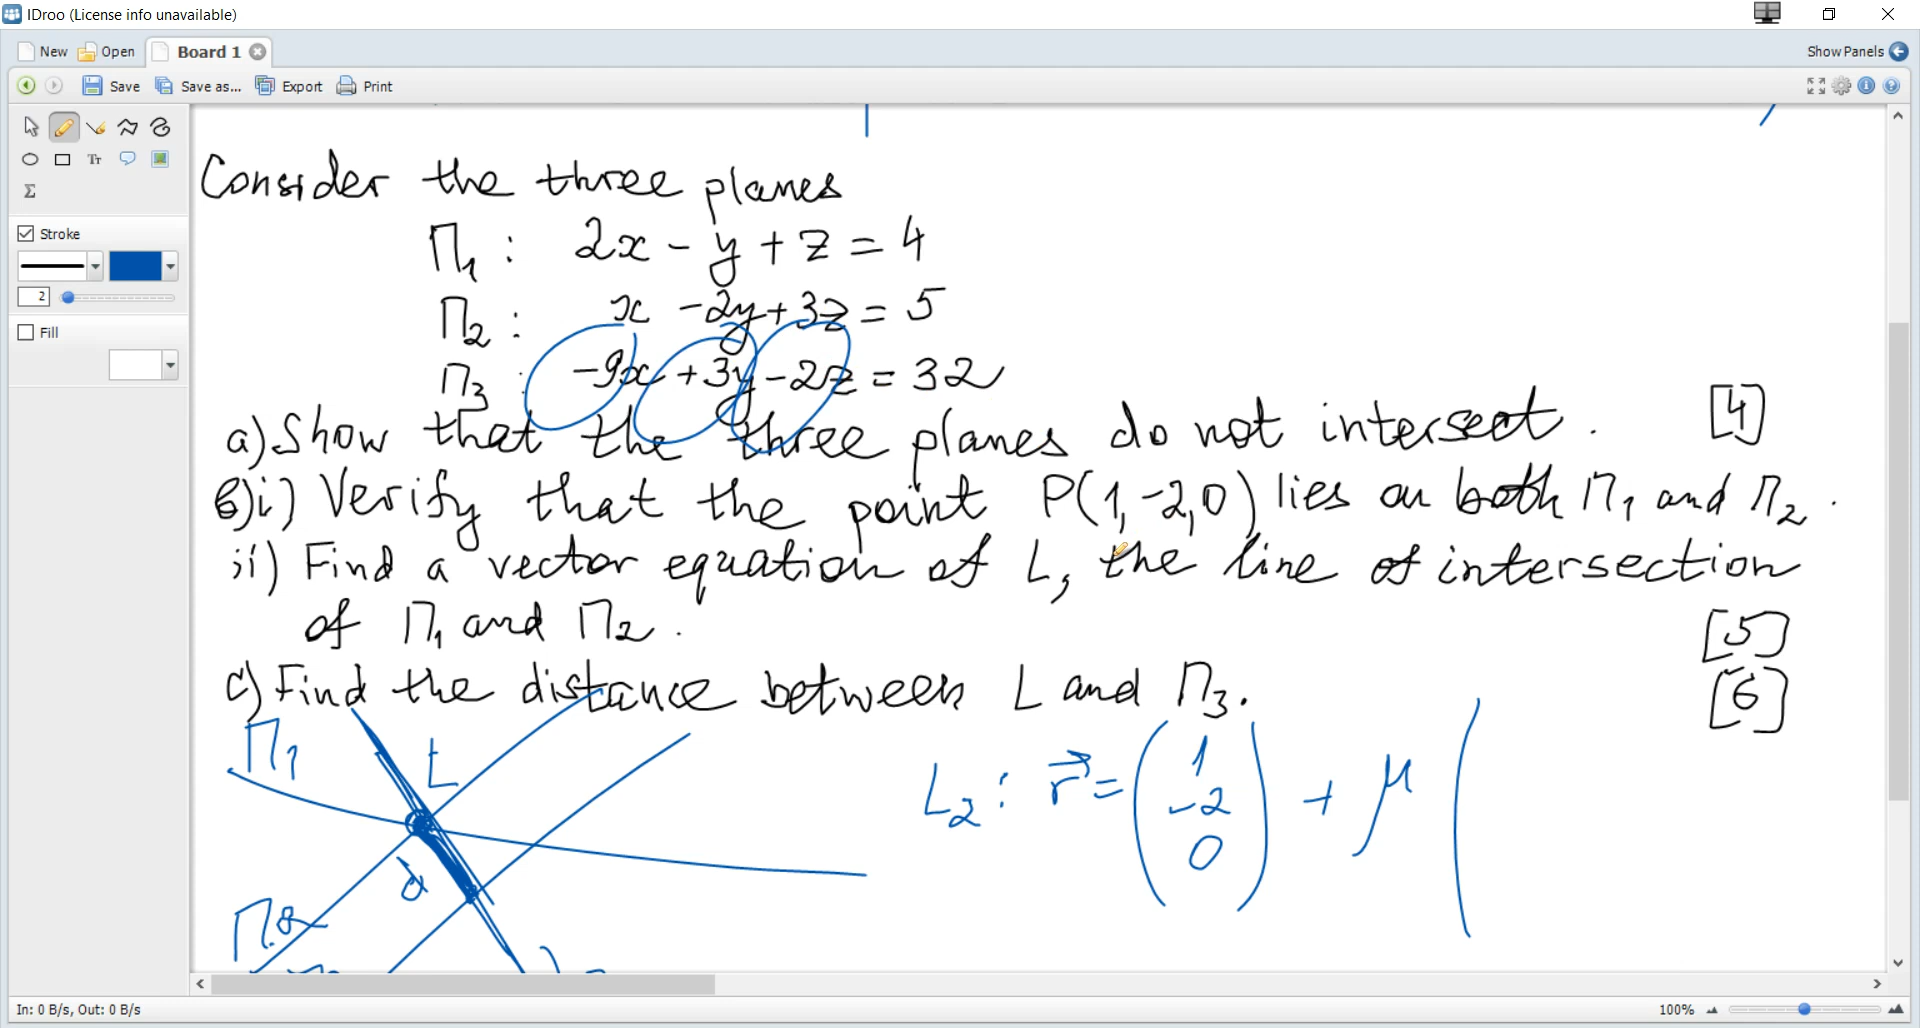 IDroo (License info unavailable)
New Open Board 1 Show Panels
Save Save as... Export Print
Consider the three planes
Π₁ : 2x - y + z = 4
Π₂ : x - 2y + 3z = 5
Π₃ : -9x + 3y - 2z = 32
a) Show that the three planes do not intersect. [4]
b) i) Verify that the point P(1, -2, 0) lies on both Π₁ and Π₂.
ii) Find a vector equation of L, the line of intersection
of Π₁ and Π₂. [5]
c) Find the distance between L and Π₃. [6]
Π₁ L
L₂ : r⃗ = (1 -2 0) + μ (
d
Tт
Σ
Stroke
2
Fill
In: 0 B/s, Out: 0 B/s 100%